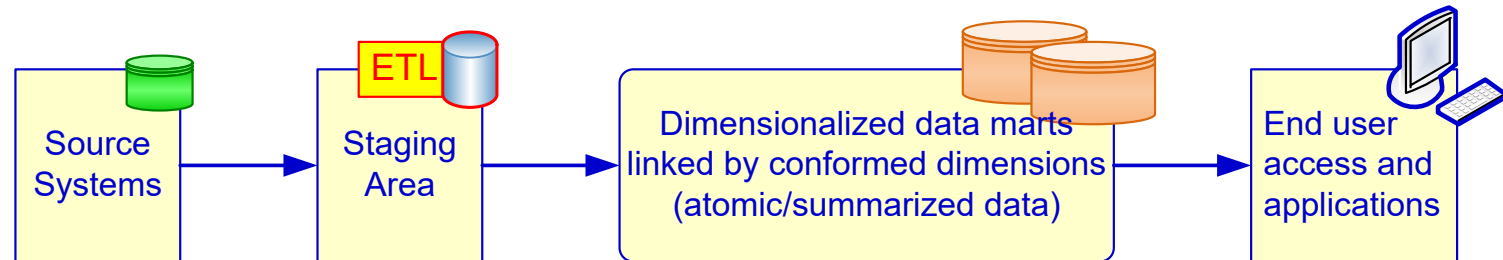 Source
Systems
ETL
Staging
Area
Dimensionalized data marts
linked by conformed dimensions
(atomic/summarized data)
End user
access and
applications